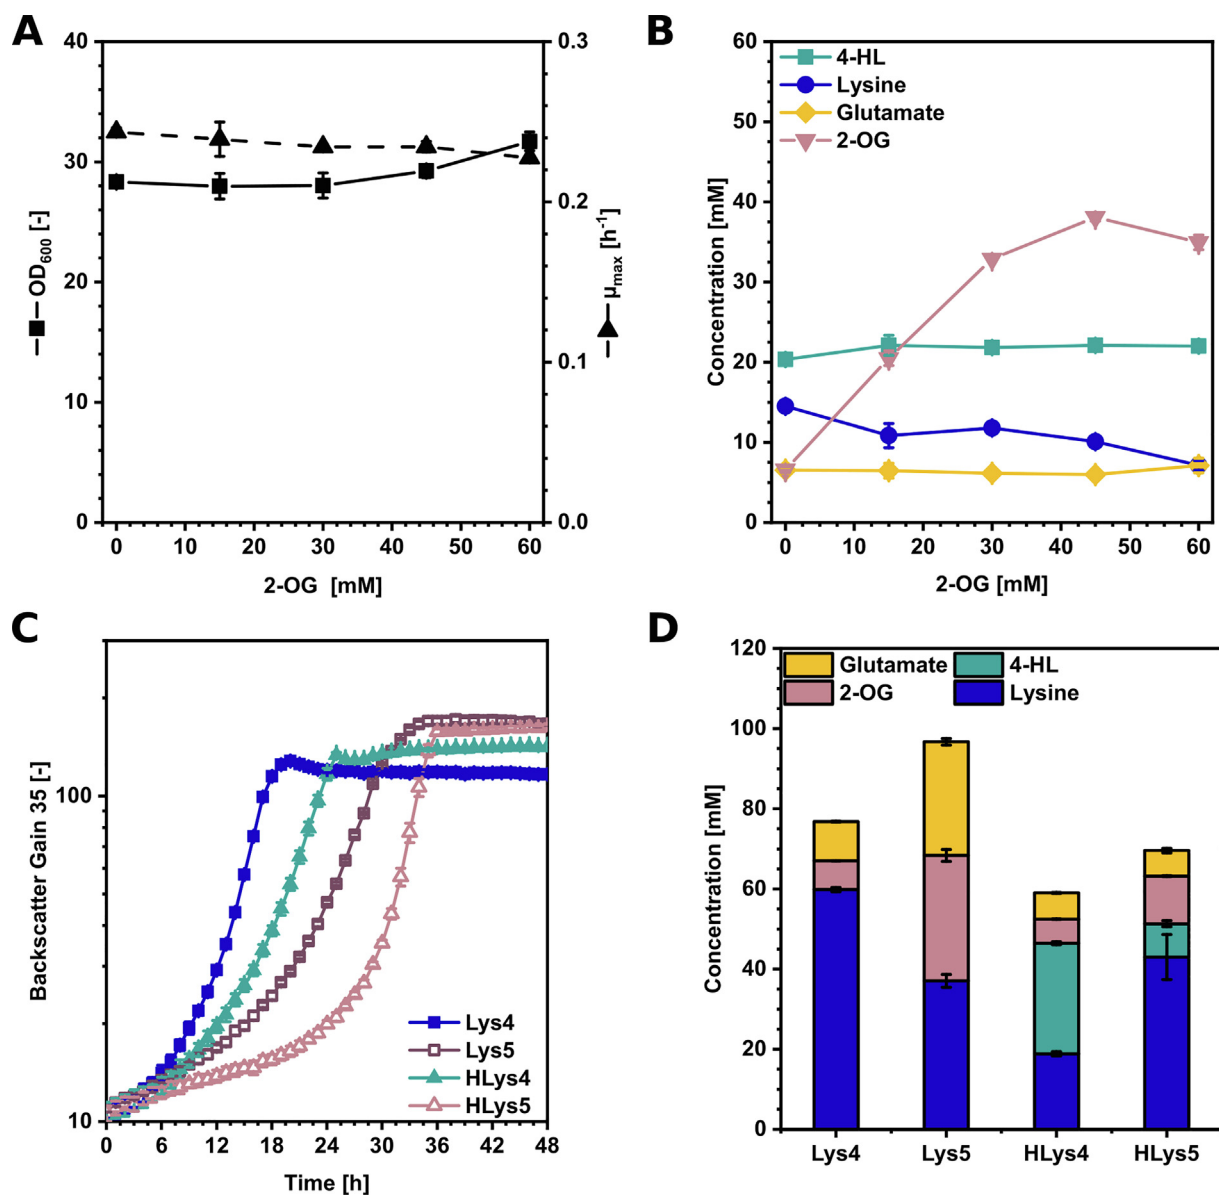 A
40
30
20
10
0
0.3
0.2
0.1
0.0
OD600 [-]
μmax [h-1]
0 10 20 30 40 50 60
2-OG [mM]
B
60
50
40
30
20
10
0
4-HL
Lysine
Glutamate
2-OG
Concentration [mM]
0 10 20 30 40 50 60
2-OG [mM]
C
100
10
Backscatter Gain 35 [-]
Lys4
Lys5
HLys4
HLys5
0 6 12 18 24 30 36 42 48
Time [h]
D
120
100
80
60
40
20
0
Glutamate 4-HL
2-OG Lysine
Concentration [mM]
Lys4 Lys5 HLys4 HLys5